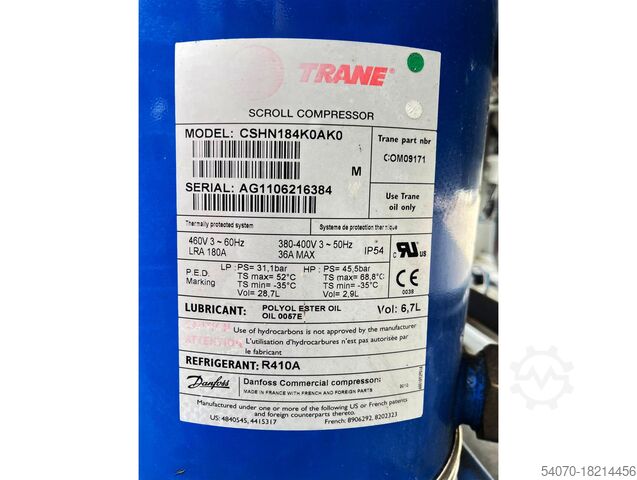 TRANE®
SCROLL COMPRESSOR
MODEL: CSHN184K0AK0
Trane part nbr
COM09171
M
SERIAL: AG1106216384
Use Trane
oil only
Thermally protected system
Système de protection thermique
460V 3 ~ 60Hz
LRA 180A
380-400V 3 ~ 50Hz
36A MAX
IP54
c UR us
P.E.D.
Marking
LP : PS= 31,1bar
TS max= 52°C
TS min= -35°C
Vol= 28,7L
HP : PS= 45,5bar
TS max= 68,8°C
TS min= -35°C
Vol= 2,9L
CE
0038
LUBRICANT:
POLYOL ESTER OIL
OIL 0057E
Vol: 6,7L
CAUTION
Use of hydrocarbons is not approved by the manufacturer
ATTENTION
L'utilisation d'hydrocarbures n'est pas autorisée par
le fabricant
REFRIGERANT: R410A
Danfoss
Danfoss Commercial compressors
MADE IN FRANCE WITH FRENCH AND FOREIGN PARTS
Manufactured under one or more of the following US or French patents
and foreign counterparts thereto.
US: 4840545, 4415317
French: 8906292, 8202323
54070-18214456